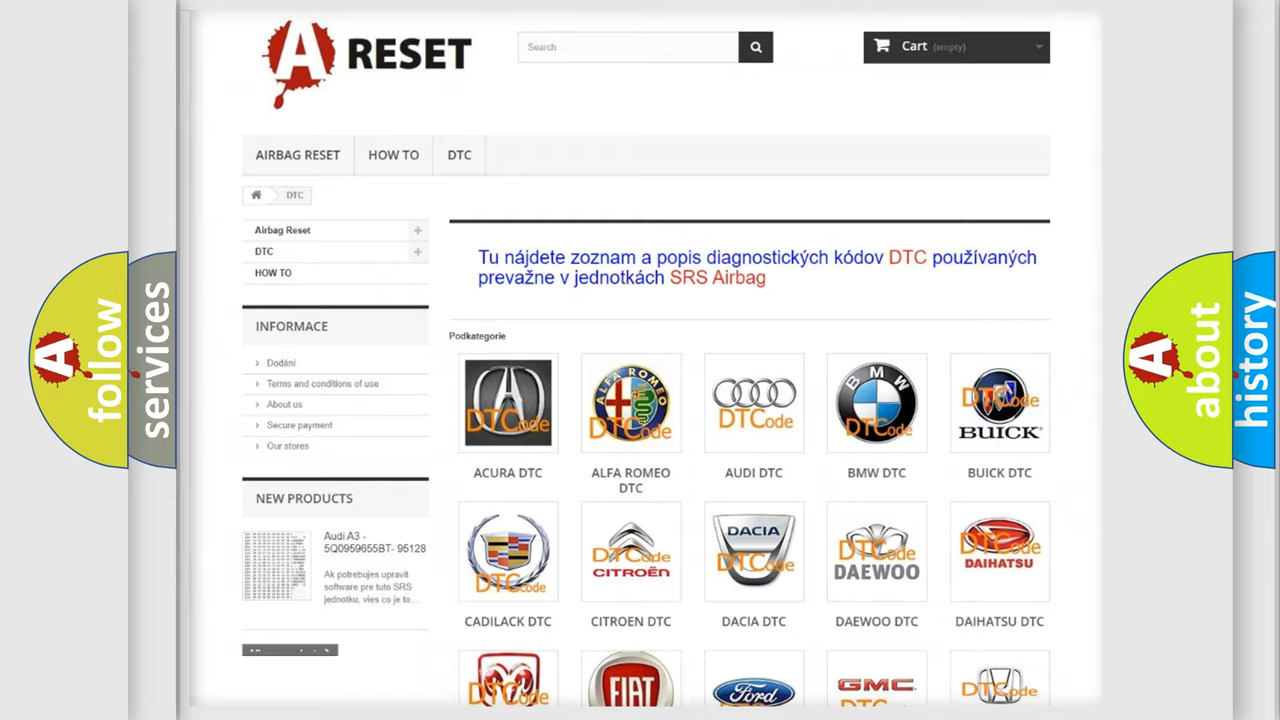 A RESET
Search
Cart (empty)
AIRBAG RESET
HOW TO
DTC
DTC
Airbag Reset
DTC
HOW TO
Tu nájdete zoznam a popis diagnostických kódov DTC používaných
prevažne v jednotkách SRS Airbag
INFORMACE
Dodání
Terms and conditions of use
About us
Secure payment
Our stores
NEW PRODUCTS
Audi A3 -
5Q0959655BT- 95128
Ak potrebujes upravit
software pre tuto SRS
jednotku, vies co je to...
Podkategorie
DTCode
ALFA ROMEO
DTCode
DTCode
BMW
DTCode
DTCode
BUICK
ACURA DTC
ALFA ROMEO
DTC
AUDI DTC
BMW DTC
BUICK DTC
DTCode
DTCode
CITROËN
DACIA
DTCode
DTCode
DAEWOO
DTCode
DAIHATSU
CADILACK DTC
CITROEN DTC
DACIA DTC
DAEWOO DTC
DAIHATSU DTC
DTCode
FIAT
Ford
GMC
DTCode
A follow
services
A about
history